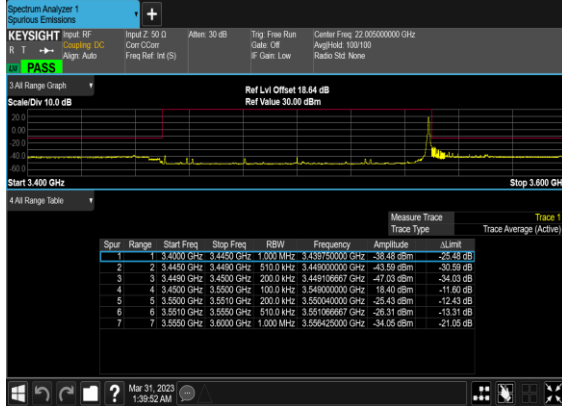 Spectrum Analyzer 1
Spurious Emissions
+
KEYSIGHT Input: RF Input Z: 50 Ω Atten: 30 dB Trig: Free Run Center Freq: 22.005000000 GHz
R T Coupling: DC Corr CCorr Gate: Off Avg|Hold: 100/100
Align: Auto Freq Ref: Int (S) IF Gain: Low Radio Std: None
PASS
3 All Range Graph
Ref Lvl Offset 18.64 dB
Scale/Div 10.0 dB Ref Value 30.00 dBm
20.0
0.00
-20.0
-40.0
-60.0
Start 3.400 GHz Stop 3.600 GH
4 All Range Table
Measure Trace Trace 1
Trace Type Trace Average (Active)
Spur Range Start Freq Stop Freq RBW Frequency Amplitude ΔLimit
1 1 3.4000 GHz 3.4450 GHz 1.000 MHz 3.439750000 GHz -38.48 dBm -25.48 dB
2 2 3.4450 GHz 3.4490 GHz 510.0 kHz 3.449000000 GHz -43.59 dBm -30.59 dB
3 3 3.4490 GHz 3.4500 GHz 200.0 kHz 3.449106667 GHz -47.03 dBm -34.03 dB
4 4 3.4500 GHz 3.5500 GHz 100.0 kHz 3.549000000 GHz 18.40 dBm -11.60 dB
5 5 3.5500 GHz 3.5510 GHz 200.0 kHz 3.550040000 GHz -25.43 dBm -12.43 dB
6 6 3.5510 GHz 3.5550 GHz 510.0 kHz 3.551066667 GHz -26.31 dBm -13.31 dB
7 7 3.5550 GHz 3.6000 GHz 1.000 MHz 3.556425000 GHz -34.05 dBm -21.05 dB
? Mar 31, 2023
1:39:52 AM